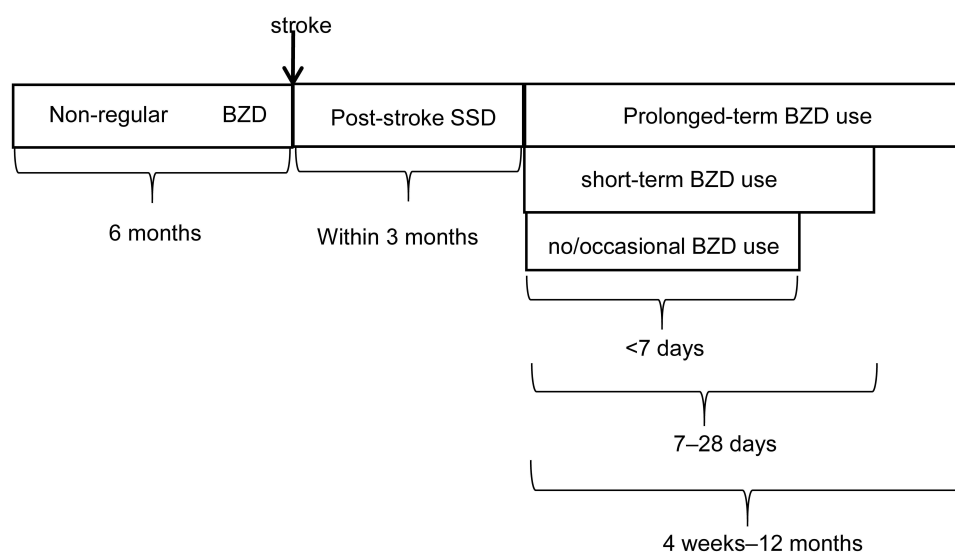 stroke
Non-regular BZD
Post-stroke SSD
Prolonged-term BZD use
short-term BZD use
no/occasional BZD use
6 months
Within 3 months
<7 days
7–28 days
4 weeks–12 months